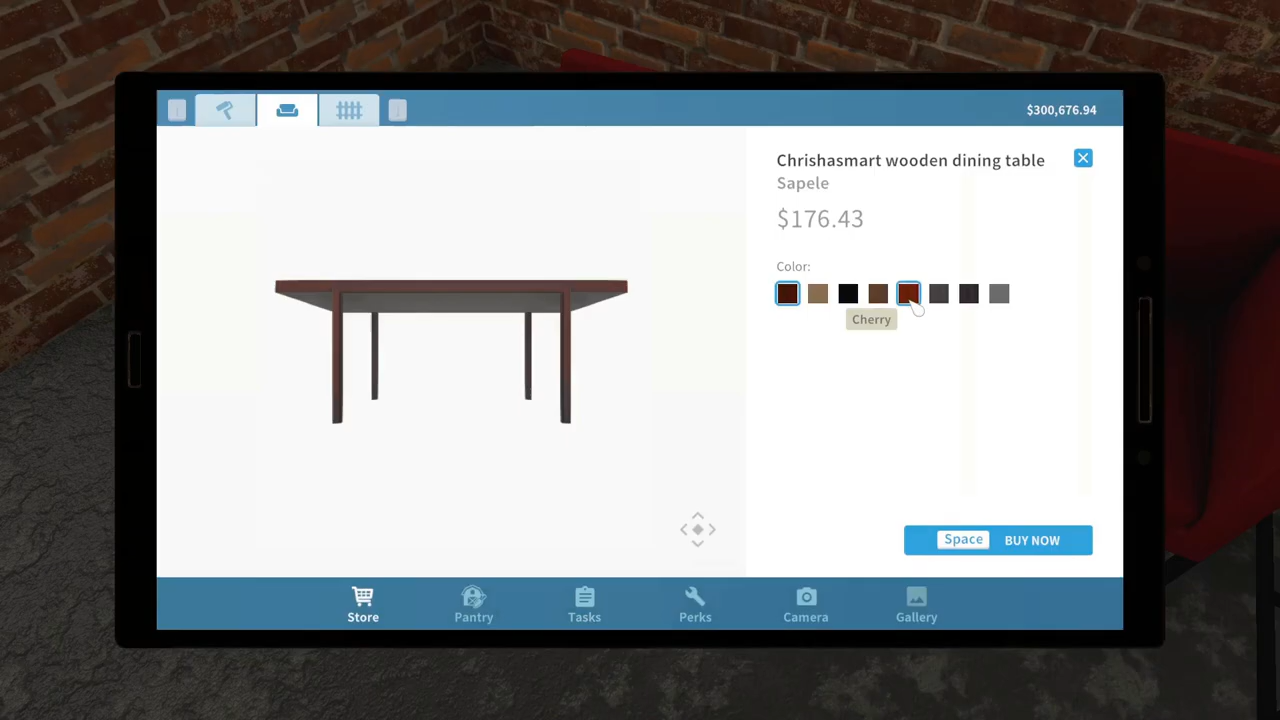 $300,676.94
Chrishasmart wooden dining table
Sapele
$176.43
Color:
Cherry
Space BUY NOW
Store Pantry Tasks Perks Camera Gallery